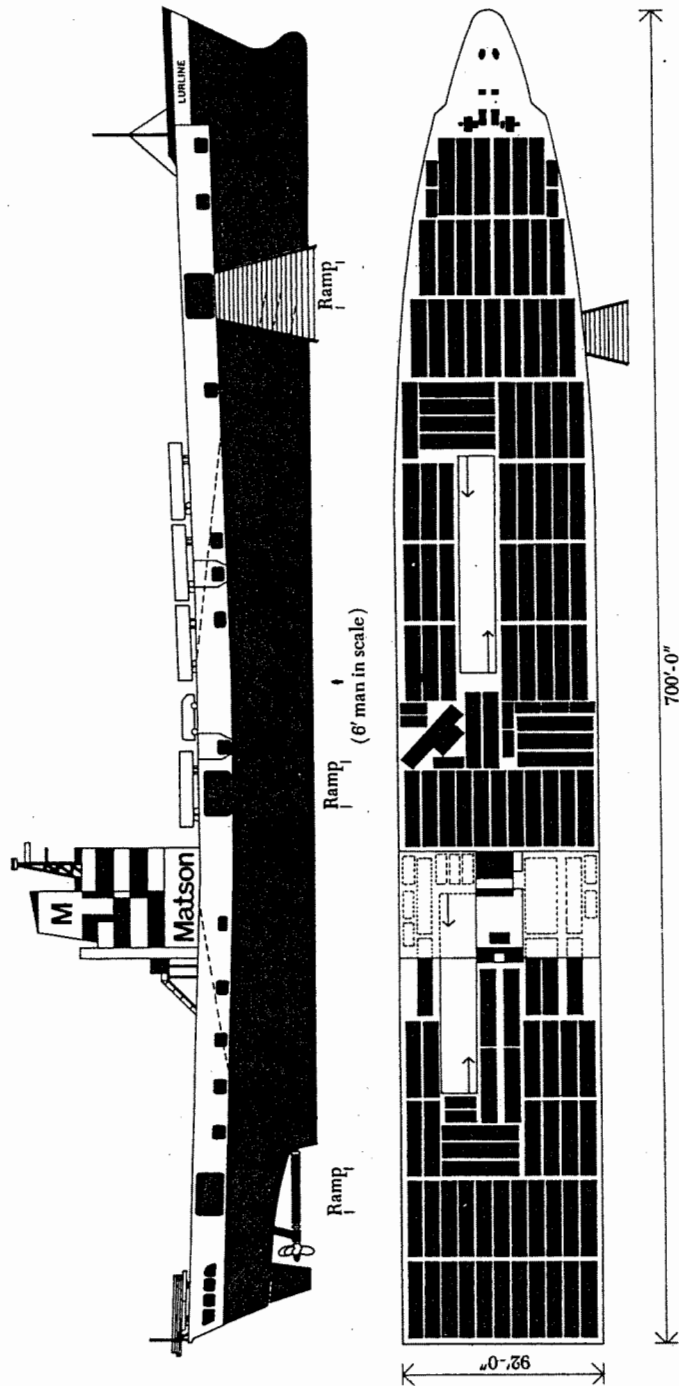 LURLINE
M
Matson
Ramp
Ramp
Ramp
(6' man in scale)
700'-0"
92'-0"